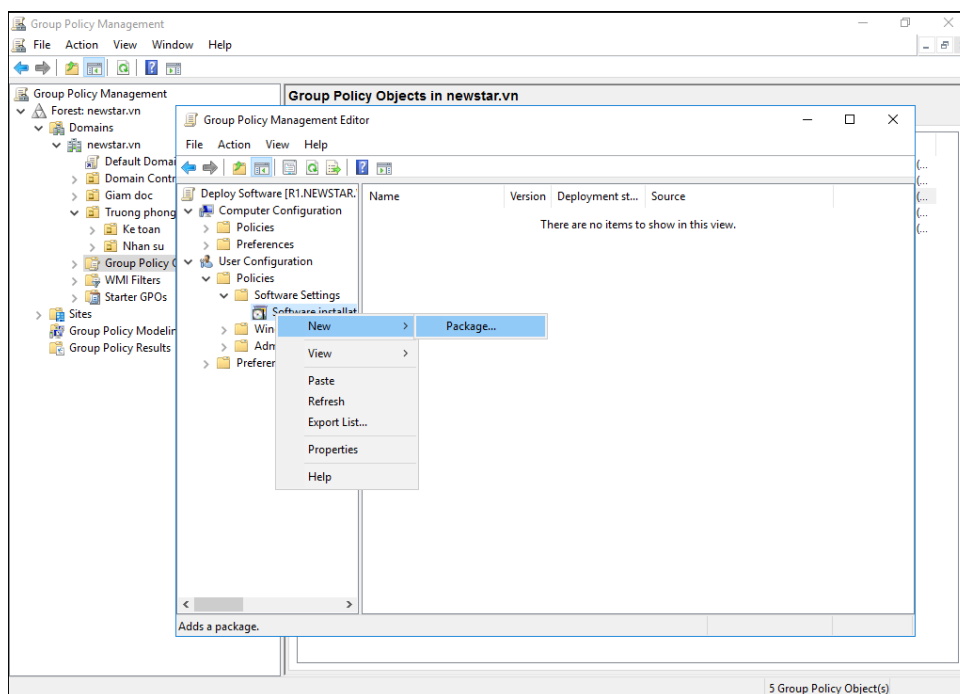 Group Policy Management
File Action View Window Help
Group Policy Management
Forest: newstar.vn
Domains
newstar.vn
Default Domai
Domain Contr
Giam doc
Truong phong
Ke toan
Nhan su
Group Policy
WMI Filters
Starter GPOs
Sites
Group Policy Modelin
Group Policy Results
Group Policy Objects in newstar.vn
Group Policy Management Editor
File Action View Help
Deploy Software [R1.NEWSTAR.
Computer Configuration
Policies
Preferences
User Configuration
Policies
Software Settings
Software installat
Win
Adm
Preferen
Name Version Deployment st... Source
There are no items to show in this view.
New
Package...
View
Paste
Refresh
Export List...
Properties
Help
Adds a package.
5 Group Policy Object(s)